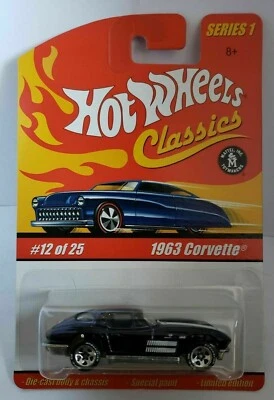 SERIES 1
8+
HOT WHEELS
Classics
MATTEL, INC.
M
TOYMAKERS
#12 of 25
1963 Corvette®
Die-cast body & chassis • Special paint • Limited Edition